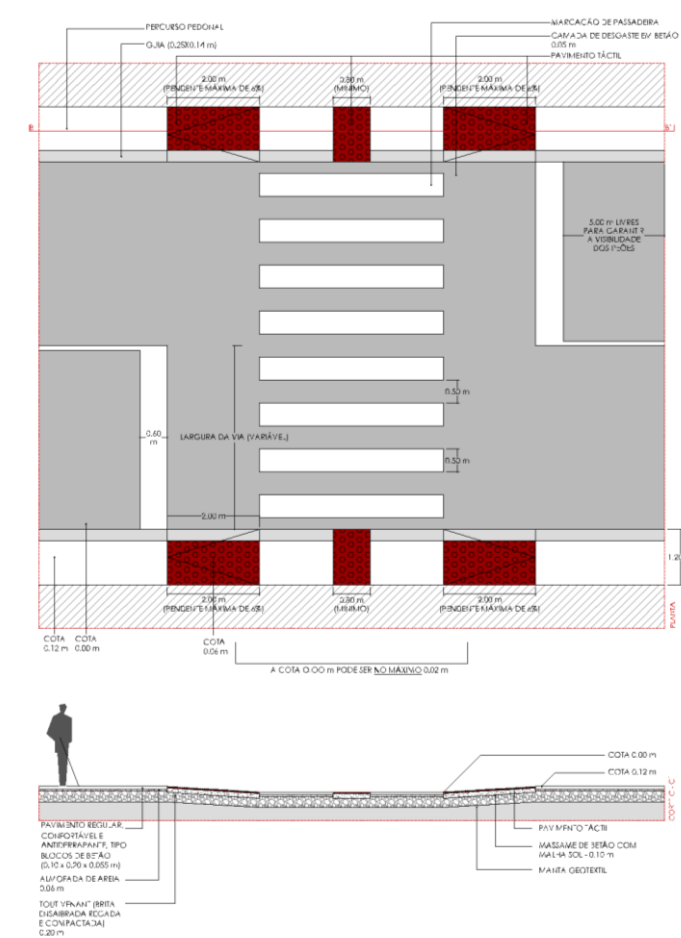 PERCURSO PEDONAL
GUIA (0.25X0.14 m)
MARCAÇÃO DE PASSADEIRA
CAMADA DE DESGASTE EM BETÃO
0.05 m
PAVIMENTO TÁCTIL
2.00 m
(PENDENTE MÁXIMA DE 6%)
0.80 m
(MINIMO)
2.00 m
(PENDENTE MÁXIMA DE 6%)
5.00 m LIVRES
PARA GARANTIR
A VISIBILIDADE
DOS PEÕES
0.50 m
0.60
m
LARGURA DA VIA (VARIÁVEL)
0.50 m
2.00 m
1.20
2.00 m
(PENDENTE MÁXIMA DE 6%)
0.80 m
(MINIMO)
2.00 m
(PENDENTE MÁXIMA DE 6%)
PLANTA
COTA
0.12 m
COTA
0.00 m
COTA
0.06 m
A COTA 0.00 m PODE SER NO MÁXIMO 0.02 m
COTA 0.00 m
COTA 0.12 m
CORTE C - C
PAVIMENTO REGULAR,
CONFORTÁVEL E
ANTIDERRAPANTE, TIPO
BLOCOS DE BETÃO
(0.10 x 0.20 x 0.055 m)
ALMOFADA DE AREIA
0.06 m
TOUT VENANT (BRITA
ENSAIBRADA REGADA
E COMPACTADA)
0.20 m
PAVIMENTO TÁCTIL
MASSAME DE BETÃO COM
MALHA SOL - 0.10 m
MANTA GEOTEXTIL